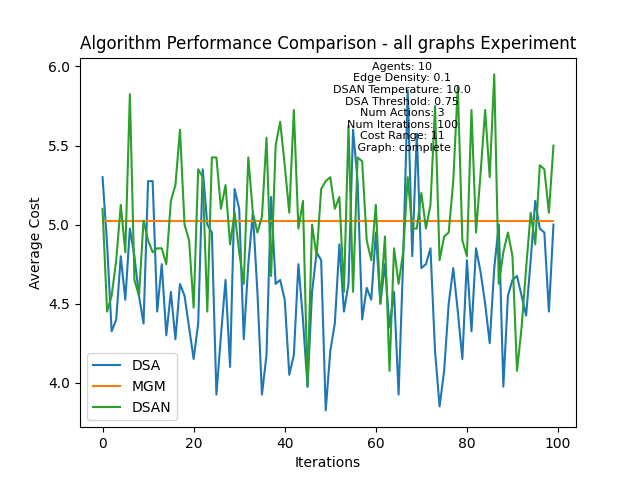 Algorithm Performance Comparison - all graphs Experiment
Agents: 10
Edge Density: 0.1
DSAN Temperature: 10.0
DSA Threshold: 0.75
Num Actions: 3
Num Iterations: 100
Cost Range: 11
Graph: complete
Average Cost
6.0
5.5
5.0
4.5
4.0
DSA
MGM
DSAN
0 20 40 60 80 100
Iterations